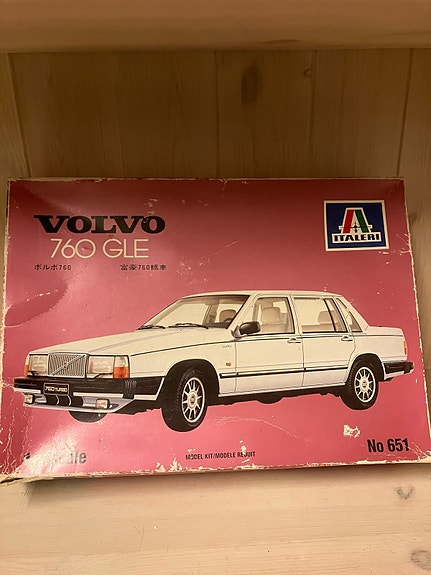 VOLVO
760 GLE
ボルボ760 富豪760轎車
ITALERI
760 TURBO
MODEL KIT/MODELE REDUIT
No 651